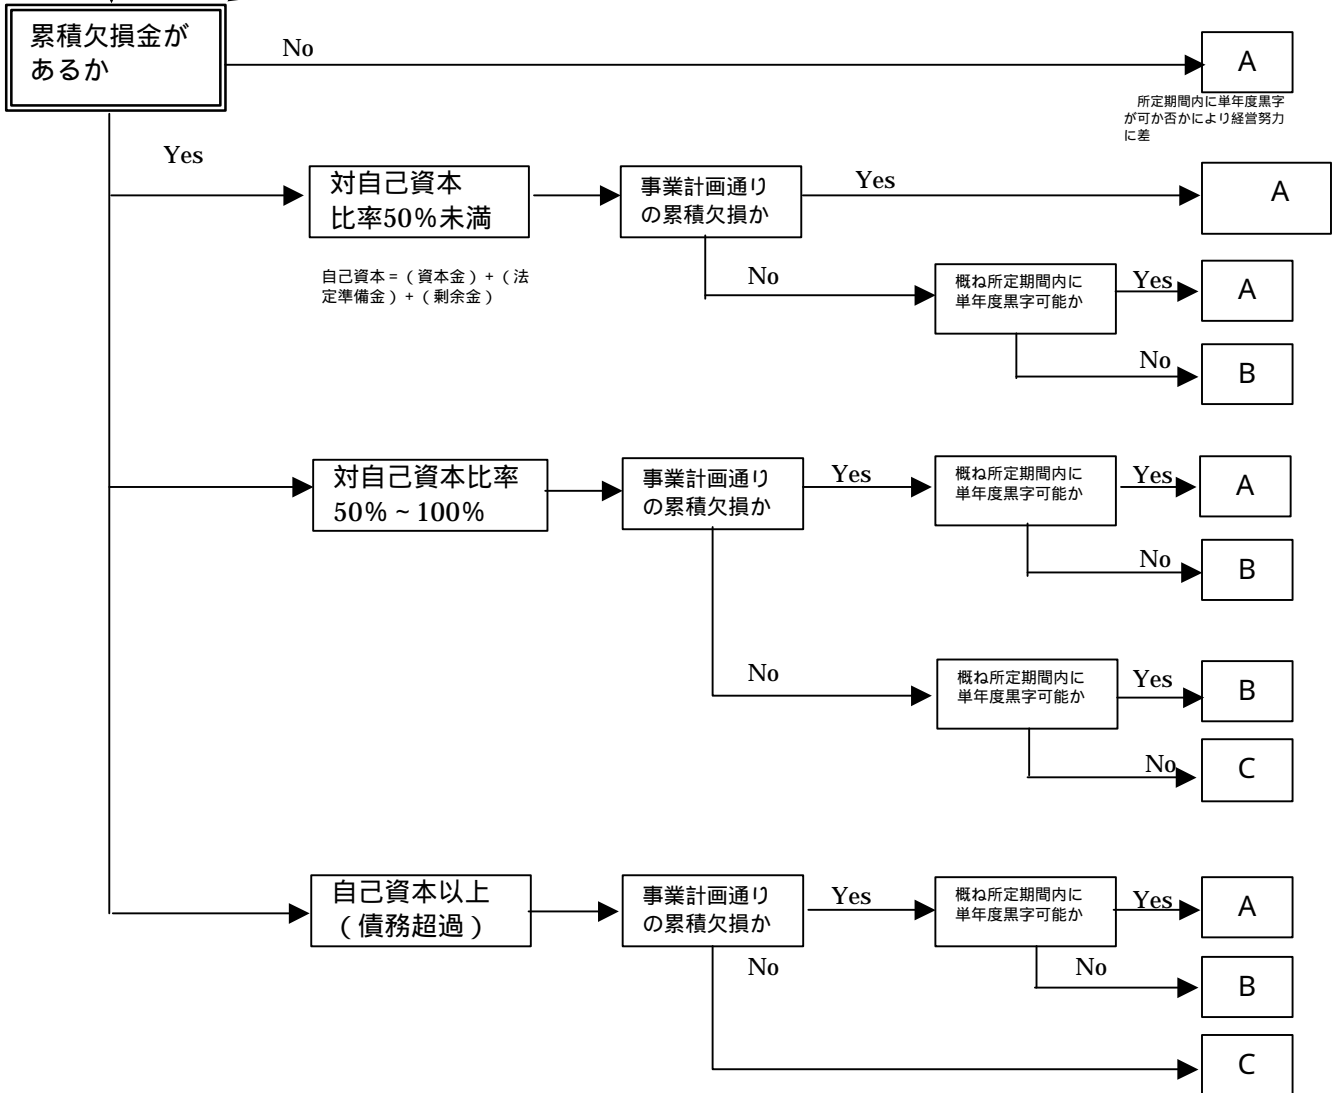 累積欠損金が
あるか
No
A
所定期間内に単年度黒字
が可か否かにより経営努力
に差
Yes
対自己資本
比率50%未満
事業計画通り
の累積欠損か
Yes
A
自己資本=(資本金)+(法
定準備金)+(剰余金)
No
概ね所定期間内に
単年度黒字可能か
Yes
A
No
B
対自己資本比率
50%~100%
事業計画通り
の累積欠損か
Yes
概ね所定期間内に
単年度黒字可能か
Yes
A
No
B
No
概ね所定期間内に
単年度黒字可能か
Yes
B
No
C
自己資本以上
(債務超過)
事業計画通り
の累積欠損か
Yes
概ね所定期間内に
単年度黒字可能か
Yes
A
No
No
B
C